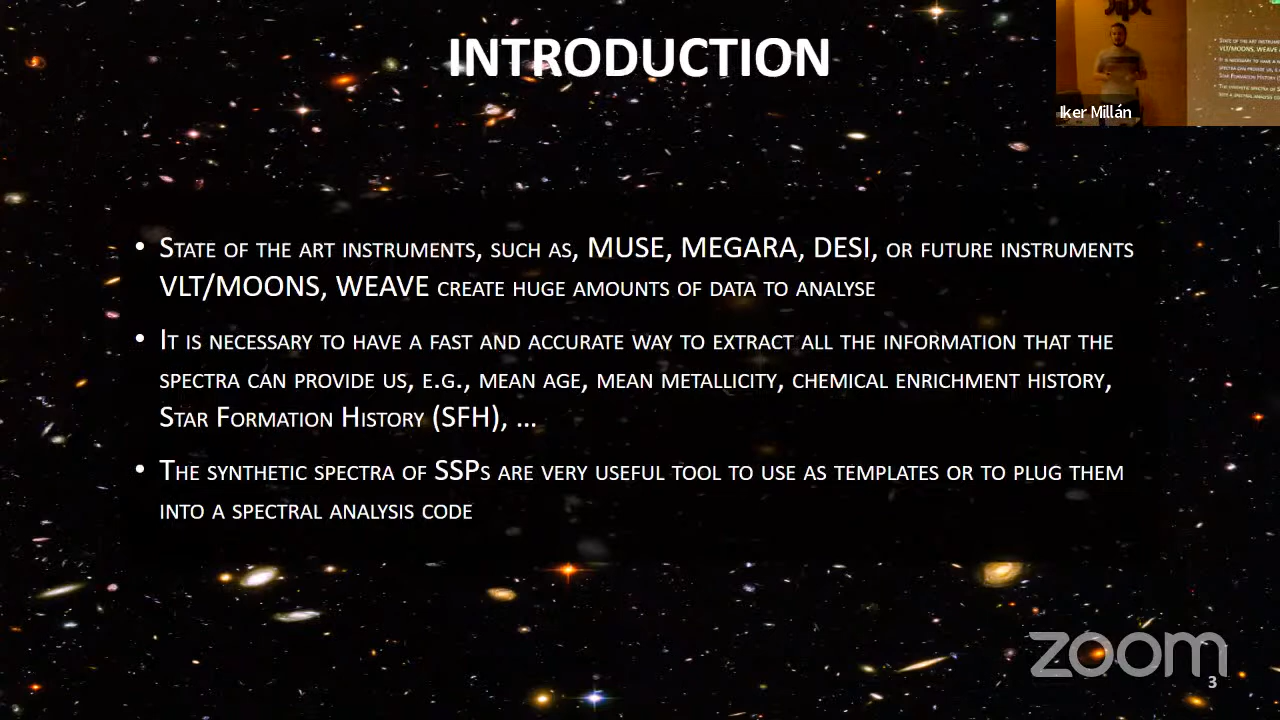 INTRODUCTION
Iker Millán
• STATE OF THE ART INSTRUMENTS, SUCH AS, MUSE, MEGARA, DESI, OR FUTURE INSTRUMENTS
VLT/MOONS, WEAVE CREATE HUGE AMOUNTS OF DATA TO ANALYSE
• IT IS NECESSARY TO HAVE A FAST AND ACCURATE WAY TO EXTRACT ALL THE INFORMATION THAT THE
SPECTRA CAN PROVIDE US, E.G., MEAN AGE, MEAN METALLICITY, CHEMICAL ENRICHMENT HISTORY,
STAR FORMATION HISTORY (SFH), ...
• THE SYNTHETIC SPECTRA OF SSPS ARE VERY USEFUL TOOL TO USE AS TEMPLATES OR TO PLUG THEM
INTO A SPECTRAL ANALYSIS CODE
zoom
3